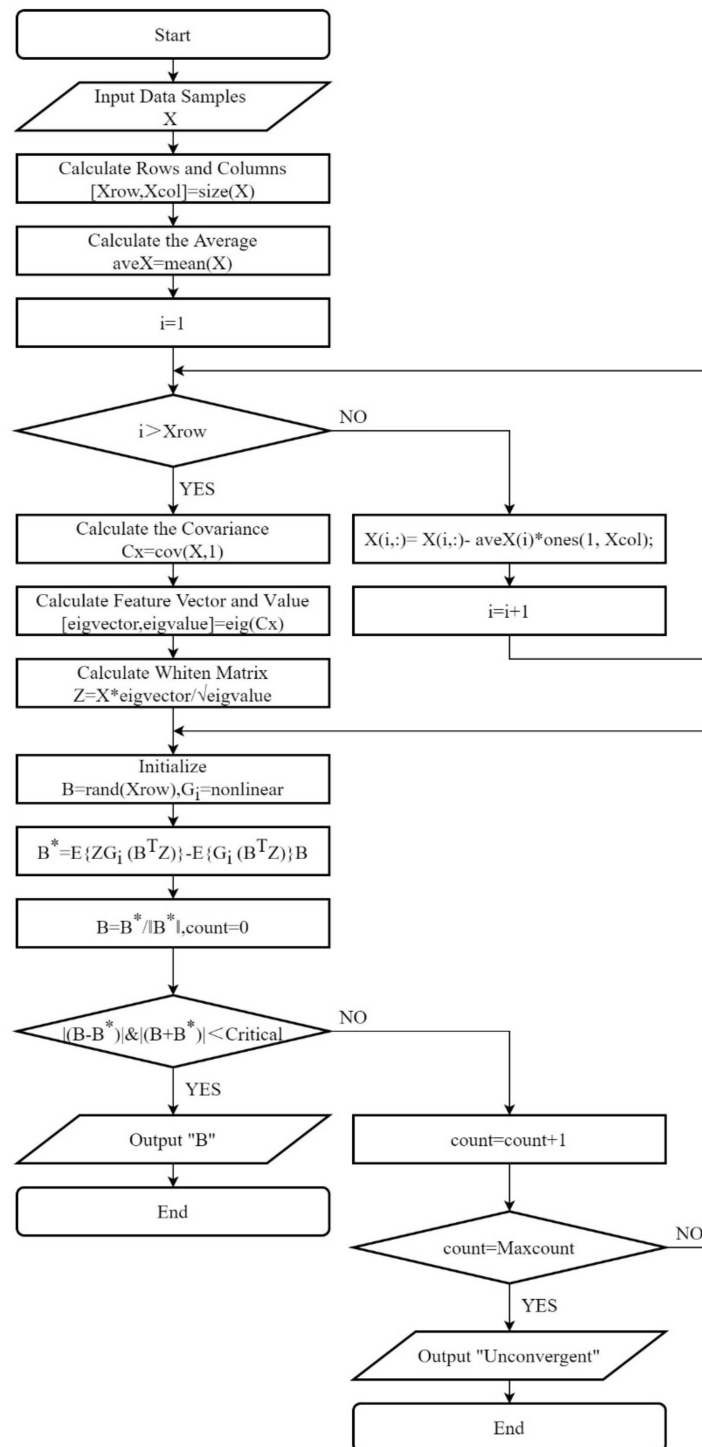 Start
Input Data Samples
X
Calculate Rows and Columns
[Xrow,Xcol]=size(X)
Calculate the Average
aveX=mean(X)
i=1
i＞Xrow
NO
YES
Calculate the Covariance
Cx=cov(X,1)
X(i,:)= X(i,:)- aveX(i)*ones(1, Xcol);
Calculate Feature Vector and Value
[eigvector,eigvalue]=eig(Cx)
i=i+1
Calculate Whiten Matrix
Z=X*eigvector/√eigvalue
Initialize
B=rand(Xrow),Gi=nonlinear
B*=E{ZGi (BTZ)}-E{Gi (BTZ)}B
B=B*/‖B*‖,count=0
|(B-B*)|&|(B+B*)|＜Critical
NO
YES
Output "B"
count=count+1
End
count=Maxcount
NO
YES
Output "Unconvergent"
End